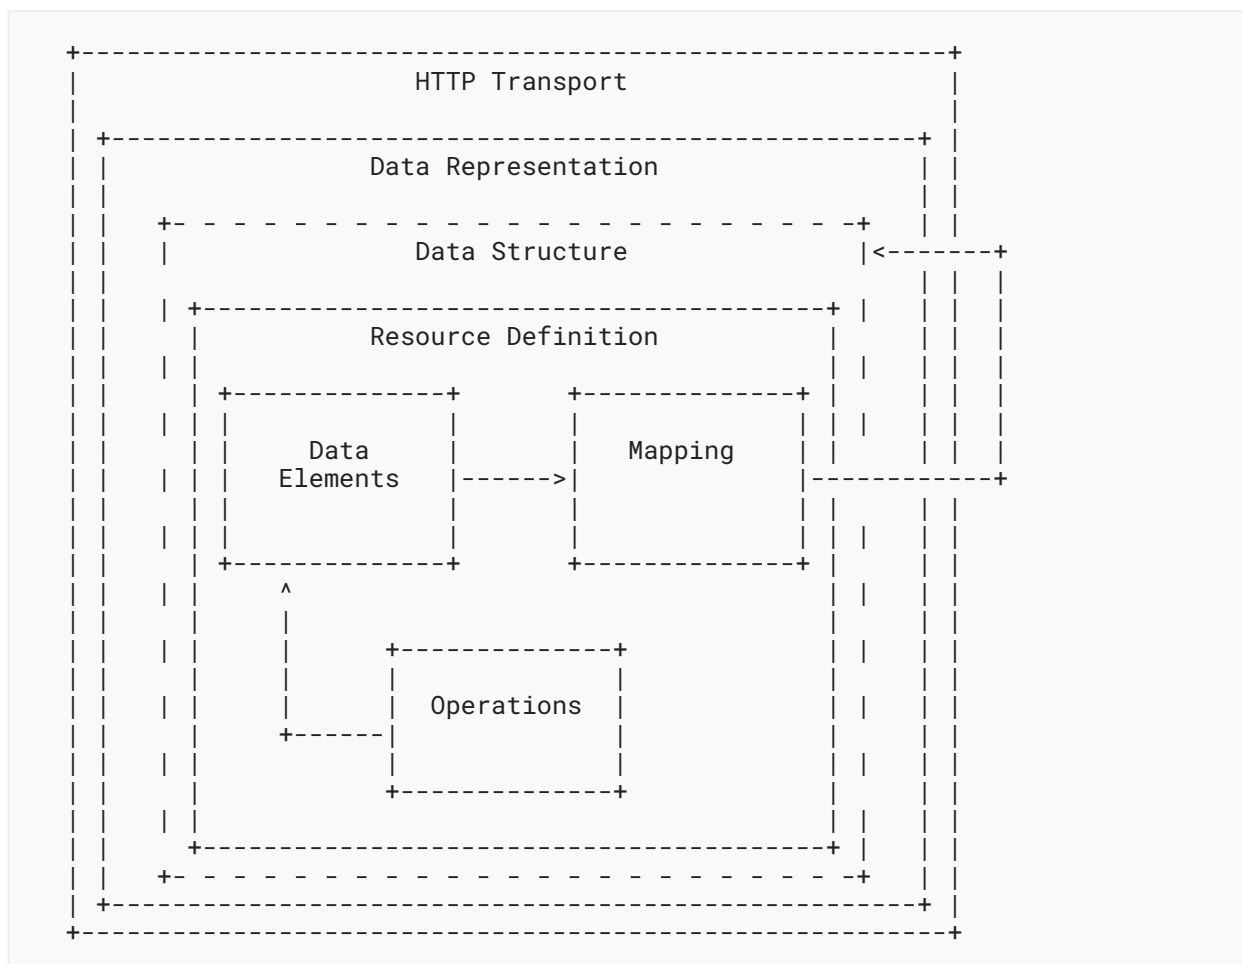 HTTP Transport
Data Representation
Data Structure
Resource Definition
Data Elements
Mapping
Operations